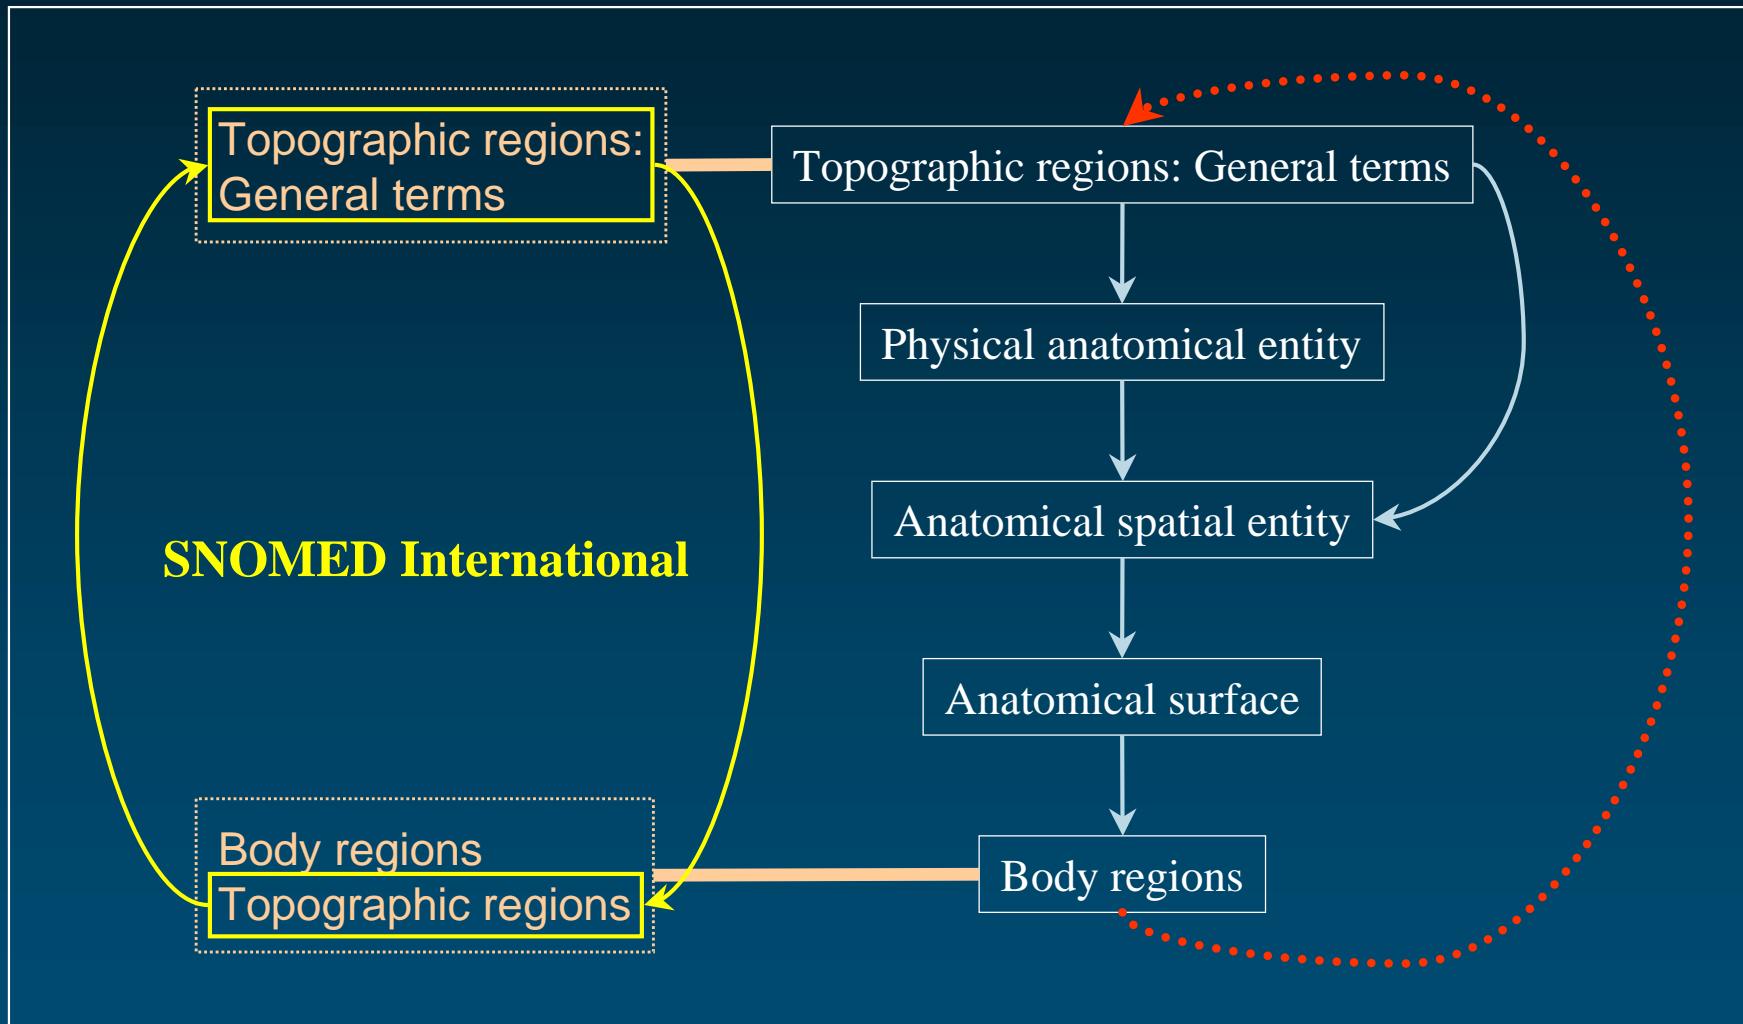 Topographic regions:
General terms
Topographic regions: General terms
Physical anatomical entity
Anatomical spatial entity
SNOMED International
Anatomical surface
Body regions
Topographic regions
Body regions